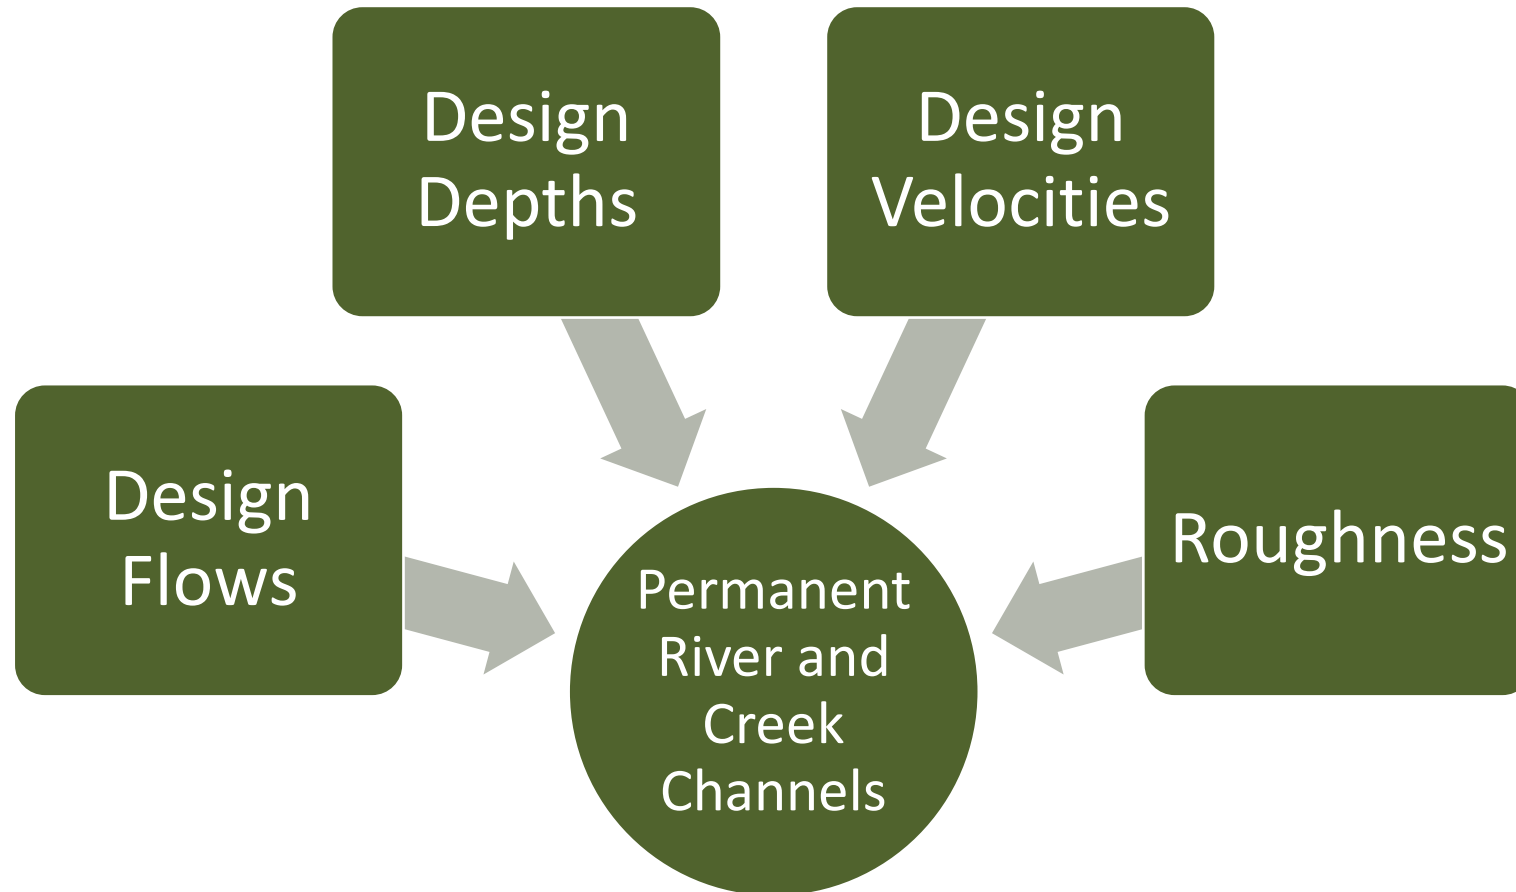 Design
Depths
Design
Velocities
Design
Flows
Roughness
Permanent
River and
Creek
Channels